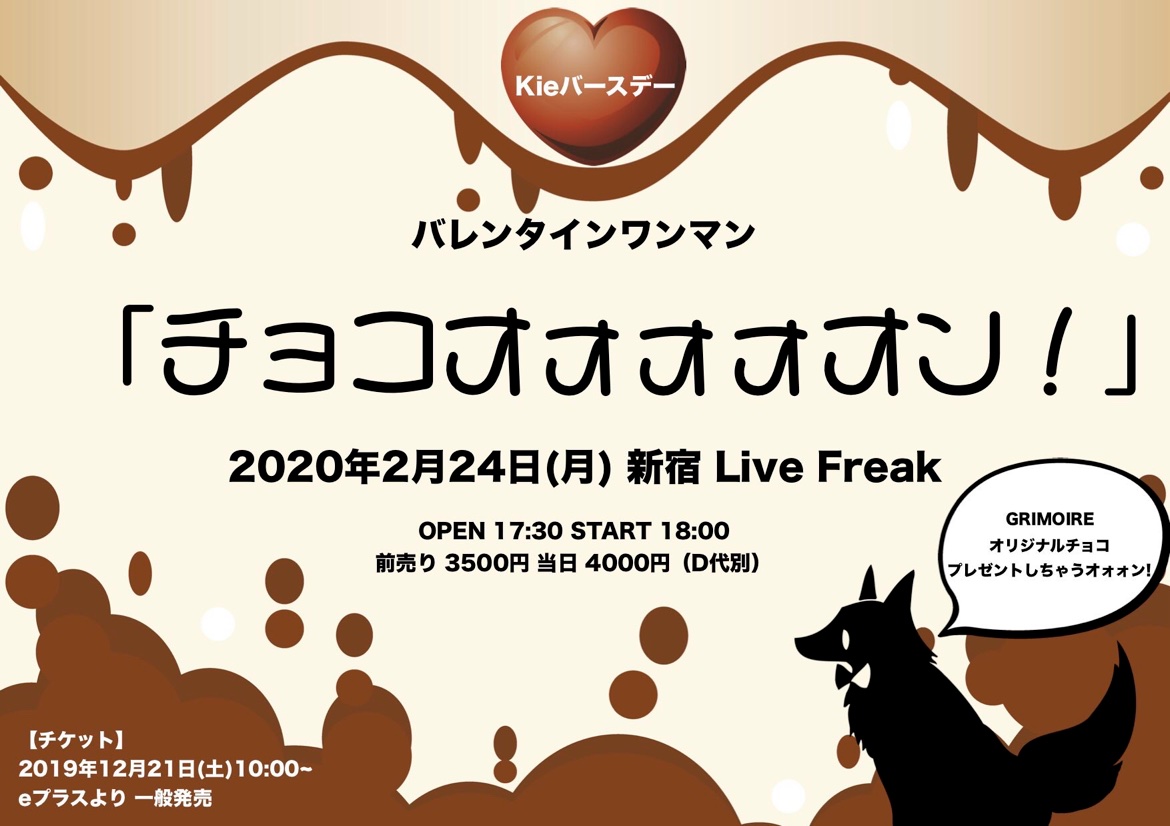 Kieバースデー
バレンタインワンマン
「チョコオォォォオン！」
2020年2月24日(月) 新宿 Live Freak
OPEN 17:30 START 18:00
前売り 3500円 当日 4000円（D代別）
GRIMOIRE
オリジナルチョコ
プレゼントしちゃうオォォン!
【チケット】
2019年12月21日(土)10:00~
eプラスより 一般発売